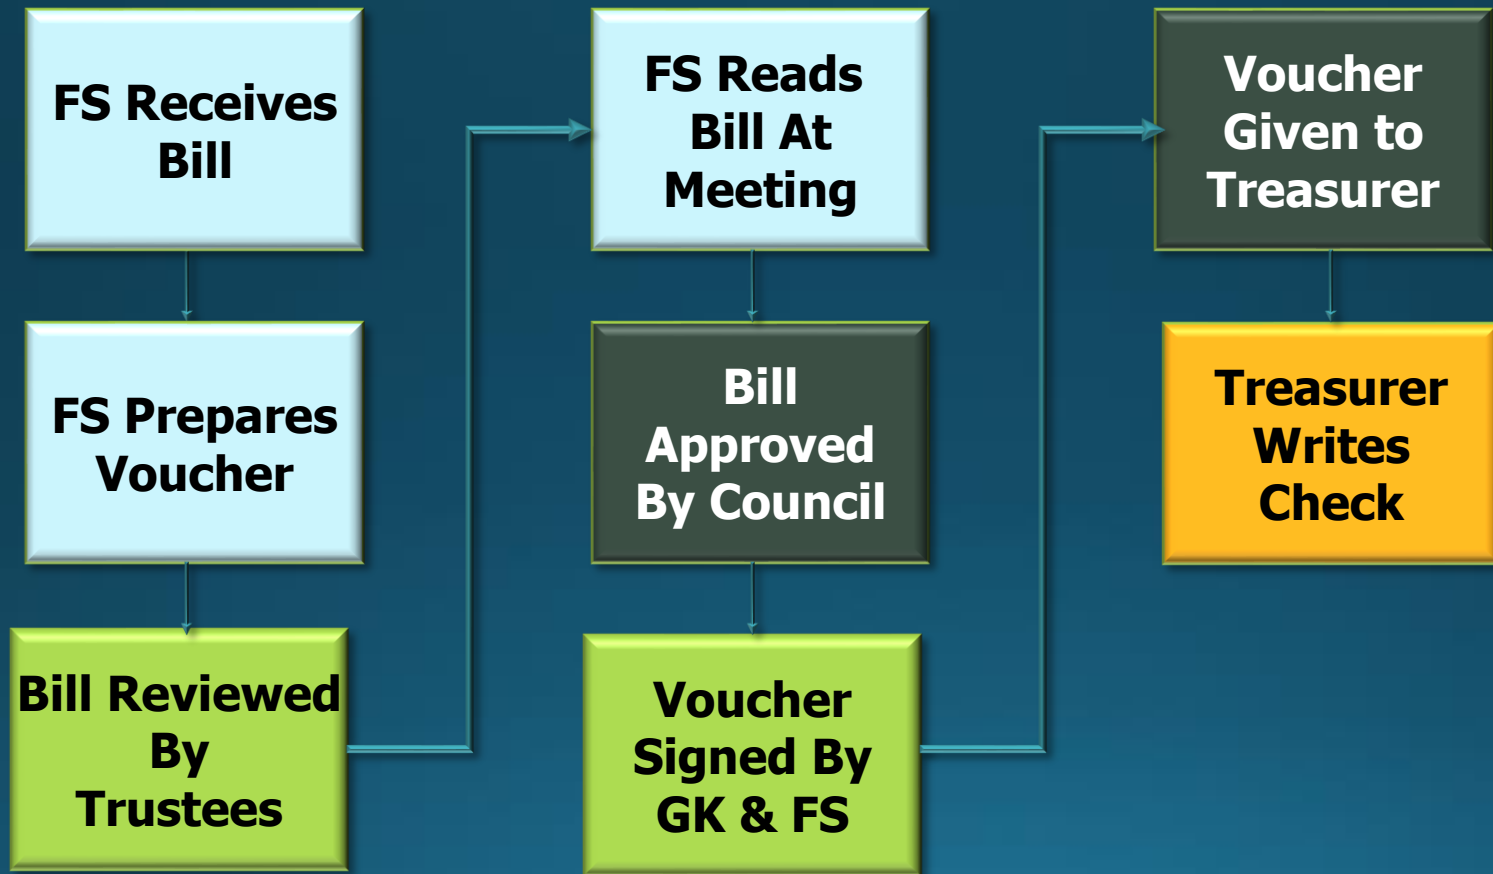 FS Receives
Bill
FS Prepares
Voucher
Bill Reviewed
By
Trustees
FS Reads
Bill At
Meeting
Bill
Approved
By Council
Voucher
Signed By
GK & FS
Voucher
Given to
Treasurer
Treasurer
Writes
Check